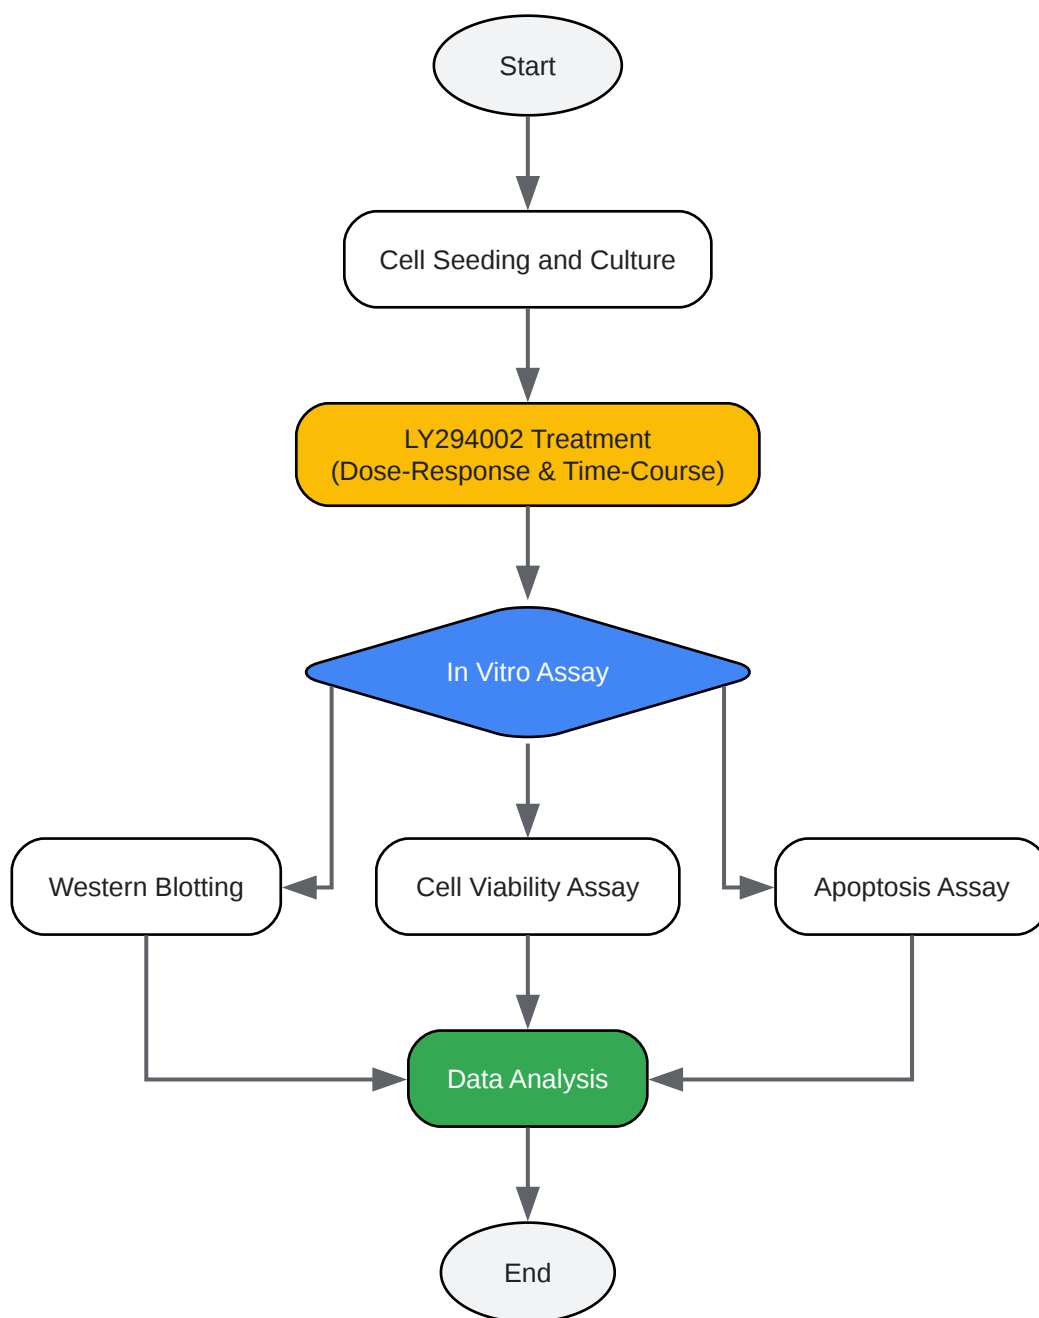 Start
Cell Seeding and Culture
LY294002 Treatment
(Dose-Response & Time-Course)
In Vitro Assay
Western Blotting
Cell Viability Assay
Apoptosis Assay
Data Analysis
End